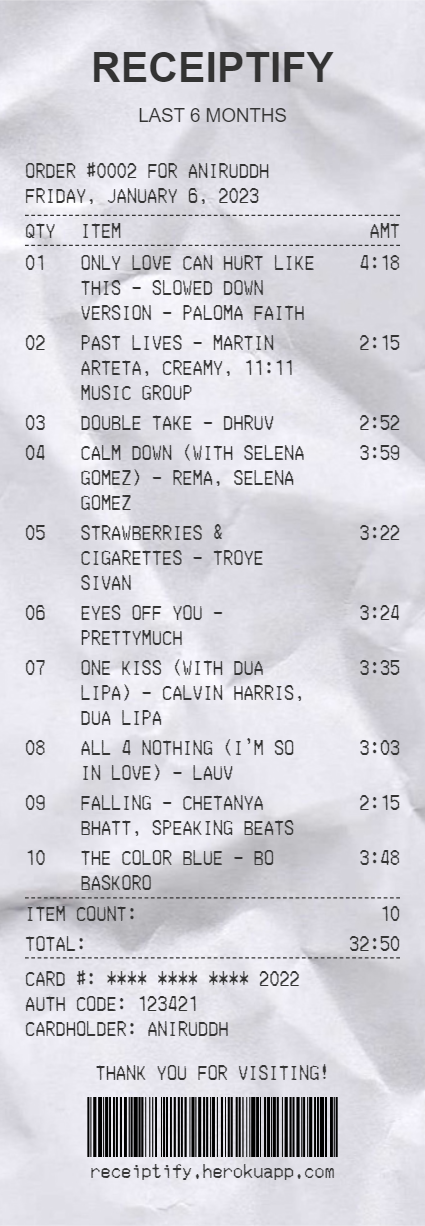 RECEIPTIFY
LAST 6 MONTHS
ORDER #0002 FOR ANIRUDDH
FRIDAY, JANUARY 6, 2023
QTY ITEM AMT
01 ONLY LOVE CAN HURT LIKE 4:18
THIS - SLOWED DOWN
VERSION - PALOMA FAITH
02 PAST LIVES - MARTIN 2:15
ARTETA, CREAMY, 11:11
MUSIC GROUP
03 DOUBLE TAKE - DHRUV 2:52
04 CALM DOWN (WITH SELENA 3:59
GOMEZ) - REMA, SELENA
GOMEZ
05 STRAWBERRIES & 3:22
CIGARETTES - TROYE
SIVAN
06 EYES OFF YOU - 3:24
PRETTYMUCH
07 ONE KISS (WITH DUA 3:35
LIPA) - CALVIN HARRIS,
DUA LIPA
08 ALL 4 NOTHING (I'M SO 3:03
IN LOVE) - LAUV
09 FALLING - CHETANYA 2:15
BHATT, SPEAKING BEATS
10 THE COLOR BLUE - BO 3:48
BASKORO
ITEM COUNT: 10
TOTAL: 32:50
CARD #: **** **** **** 2022
AUTH CODE: 123421
CARDHOLDER: ANIRUDDH
THANK YOU FOR VISITING!
receiptify.herokuapp.com